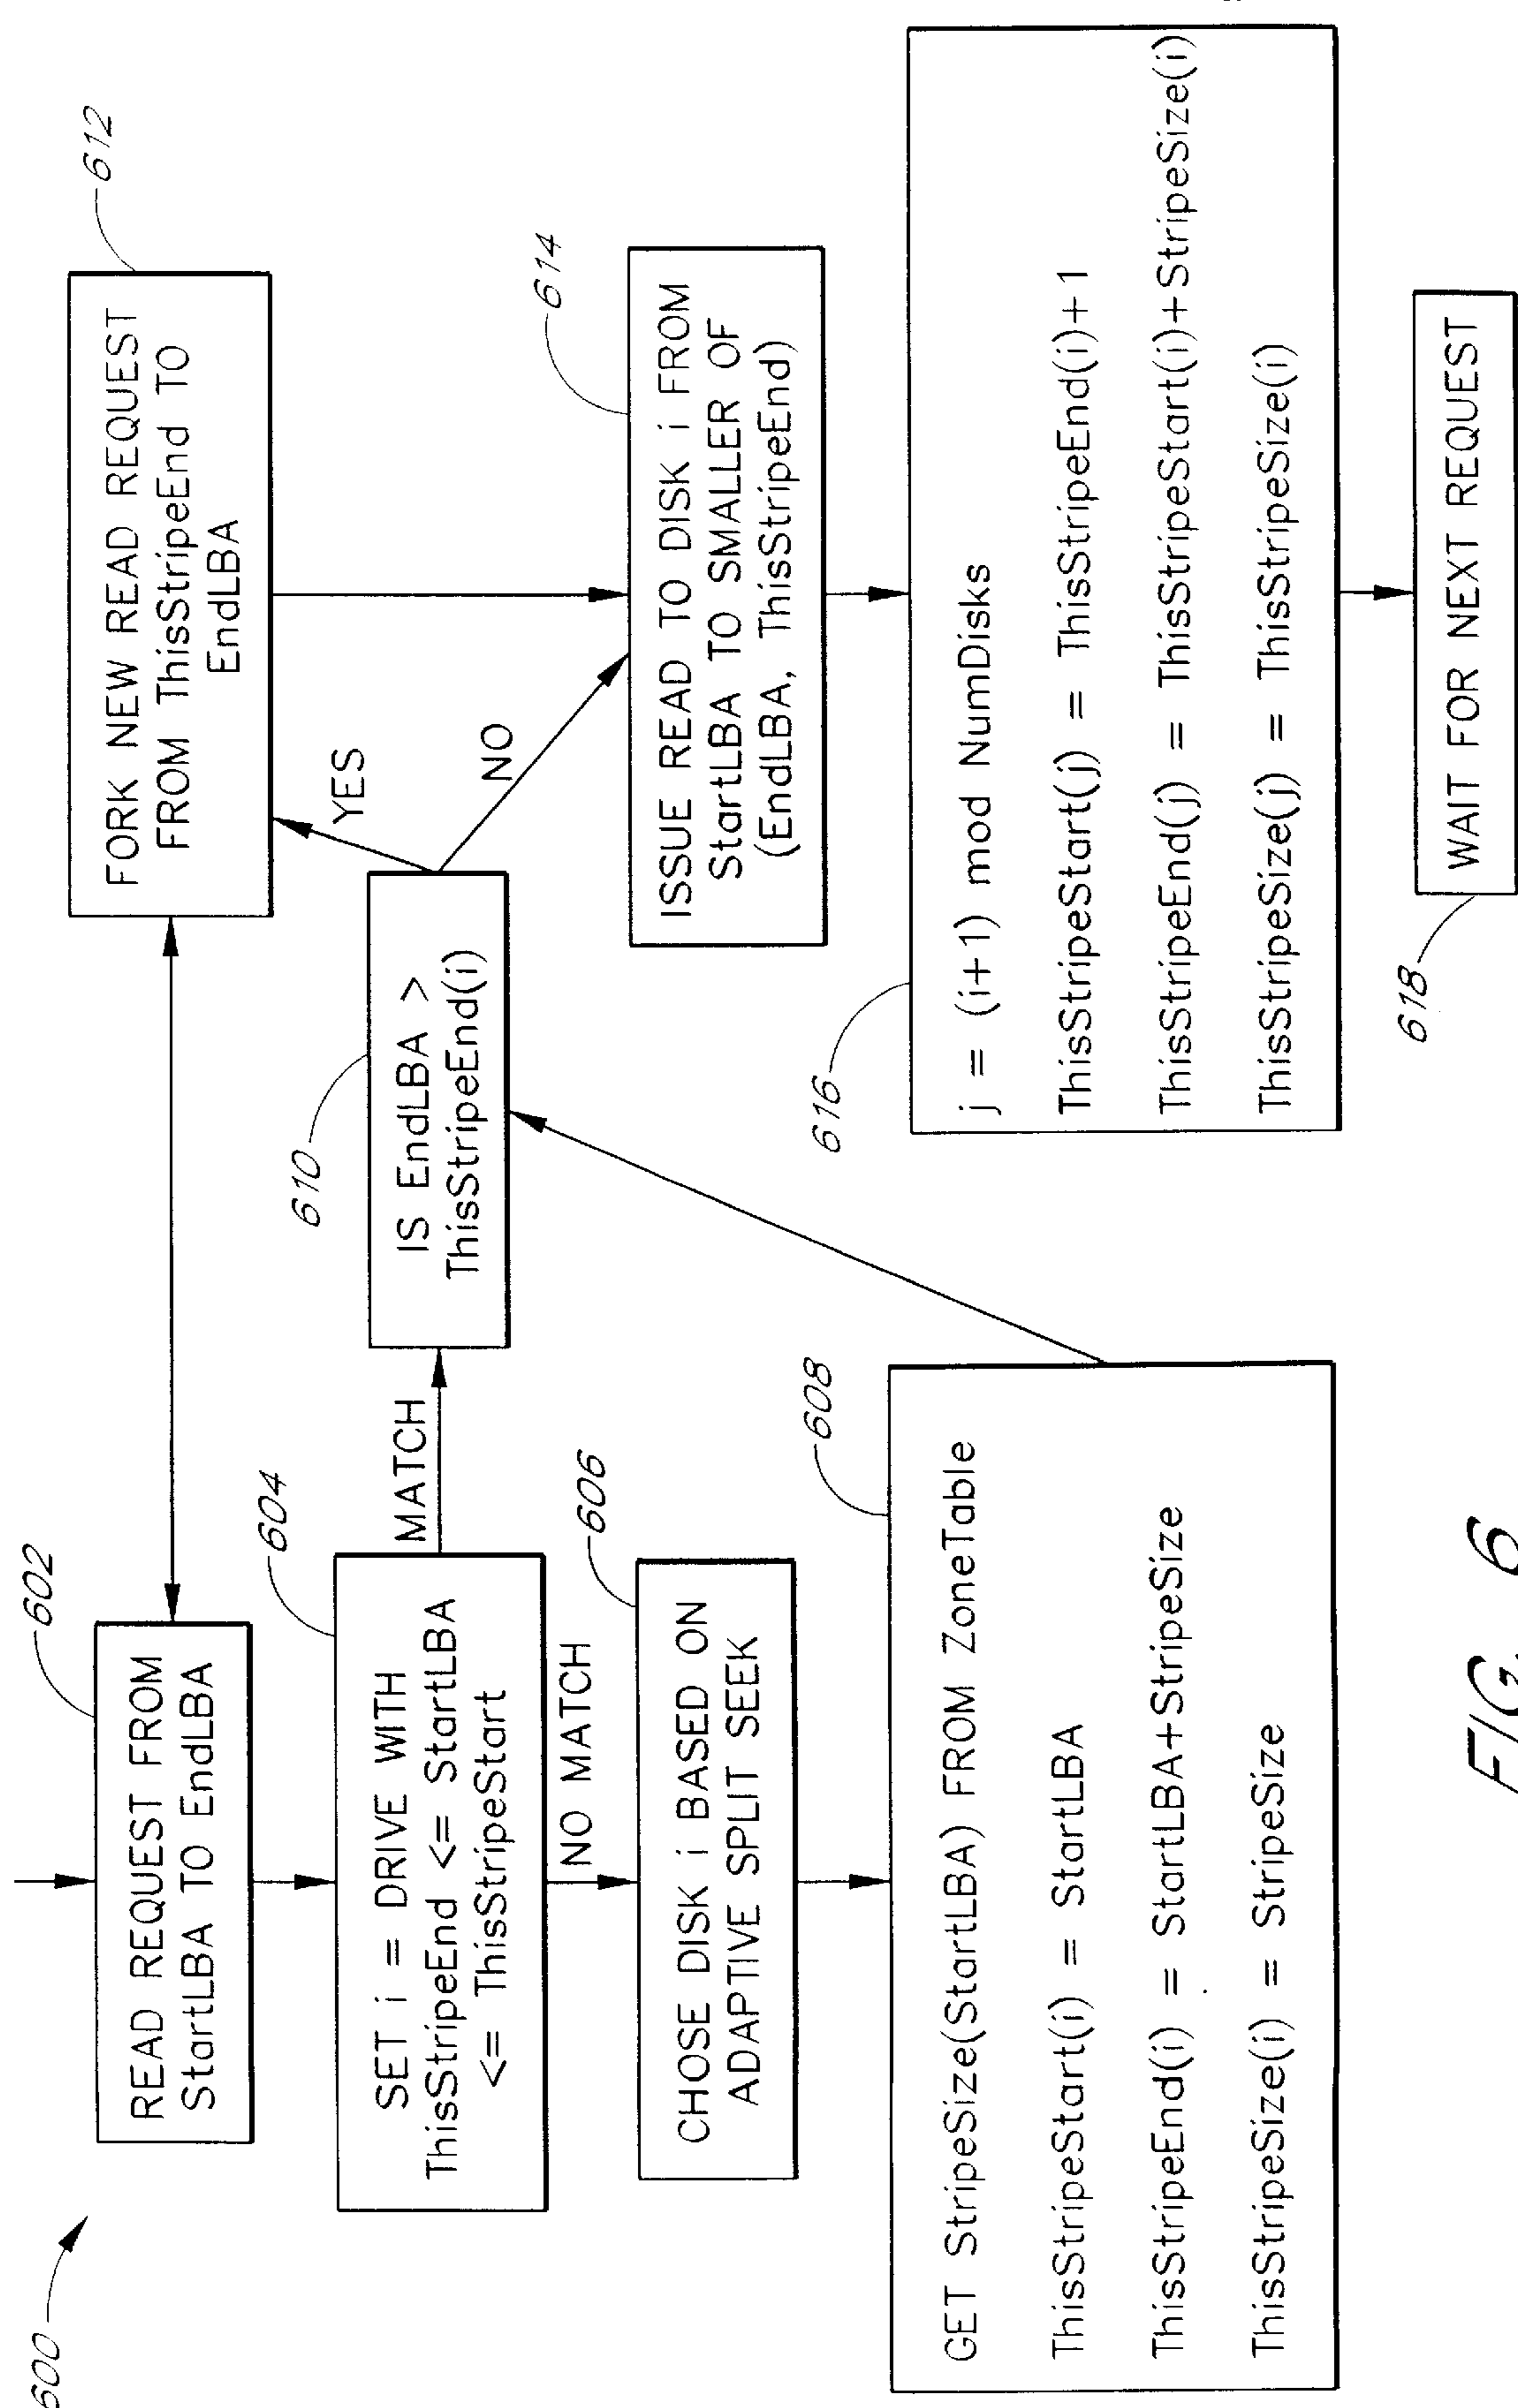 600
602
READ REQUEST FROM
StartLBA TO EndLBA
604
SET i = DRIVE WITH
ThisStripeEnd <= StartLBA
<= ThisStripeStart
MATCH
NO MATCH
606
CHOSE DISK i BASED ON
ADAPTIVE SPLIT SEEK
608
GET StripeSize(StartLBA) FROM ZoneTable
ThisStripeStart(i) = StartLBA
ThisStripeEnd(i) = StartLBA+StripeSize
ThisStripeSize(i) = StripeSize
610
IS EndLBA >
ThisStripeEnd(i)
YES
NO
612
FORK NEW READ REQUEST
FROM ThisStripeEnd TO
EndLBA
614
ISSUE READ TO DISK i FROM
StartLBA TO SMALLER OF
(EndLBA, ThisStripeEnd)
616
j = (i+1) mod NumDisks
ThisStripeStart(j) = ThisStripeEnd(i)+1
ThisStripeEnd(j) = ThisStripeStart(i)+StripeSize(i)
ThisStripeSize(j) = ThisStripeSize(i)
618
WAIT FOR NEXT REQUEST
FIG. 6